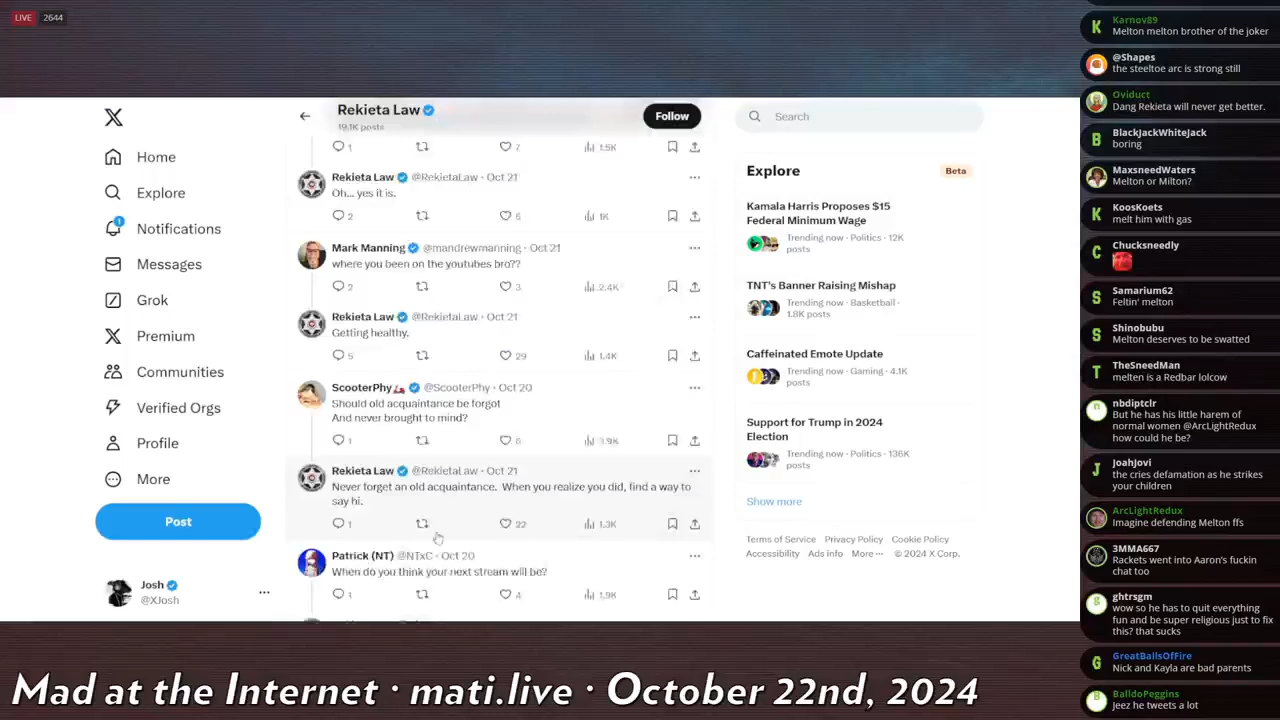 LIVE 2644
Home
Explore
1
Notifications
Messages
Grok
Premium
Communities
Verified Orgs
Profile
More
Post
Josh
@XJosh
Rekieta Law
19.1K posts
Follow
1 7 1.5K
Rekieta Law @RekietaLaw · Oct 21
Oh... yes it is.
2 6 1K
Mark Manning @mandrewmanning · Oct 21
where you been on the youtubes bro??
2 3 2.4K
Rekieta Law @RekietaLaw · Oct 21
Getting healthy.
5 29 1.4K
ScooterPhy @ScooterPhy · Oct 20
Should old acquaintance be forgot
And never brought to mind?
1 6 3.9K
Rekieta Law @RekietaLaw · Oct 21
Never forget an old acquaintance. When you realize you did, find a way to
say hi.
1 22 1.3K
Patrick (NT) @NTxC · Oct 20
When do you think your next stream will be?
1 4 1.9K
Search
Explore
Beta
Kamala Harris Proposes $15
Federal Minimum Wage
Trending now · Politics · 12K
posts
TNT's Banner Raising Mishap
Trending now · Basketball ·
1.8K posts
Caffeinated Emote Update
Trending now · Gaming · 4.1K
posts
Support for Trump in 2024
Election
Trending now · Politics · 136K
posts
Show more
Terms of Service Privacy Policy Cookie Policy
Accessibility Ads info More ··· © 2024 X Corp.
Karnov89
Melton melton brother of the joker
@Shapes
the steeltoe arc is strong still
Oviduct
Dang Rekieta will never get better.
BlackJackWhiteJack
boring
MaxsneedWaters
Melton or Milton?
KoosKoets
melt him with gas
Chucksneedly
Samarium62
Feltin' melton
Shinobubu
Melton deserves to be swatted
TheSneedMan
melten is a Redbar lolcow
nbdiptclr
But he has his little harem of
normal women @ArcLightRedux
how could he be?
JoahJovi
the cries defamation as he strikes
your children
ArcLightRedux
Imagine defending Melton ffs
3MMA667
Rackets went into Aaron's fuckin
chat too
ghtrsgm
wow so he has to quit everything
fun and be super religious just to fix
this? that sucks
GreatBallsOfFire
Nick and Kayla are bad parents
BalldoPeggins
Jeez he tweets a lot
Mad at the Internet · mati.live · October 22nd, 2024